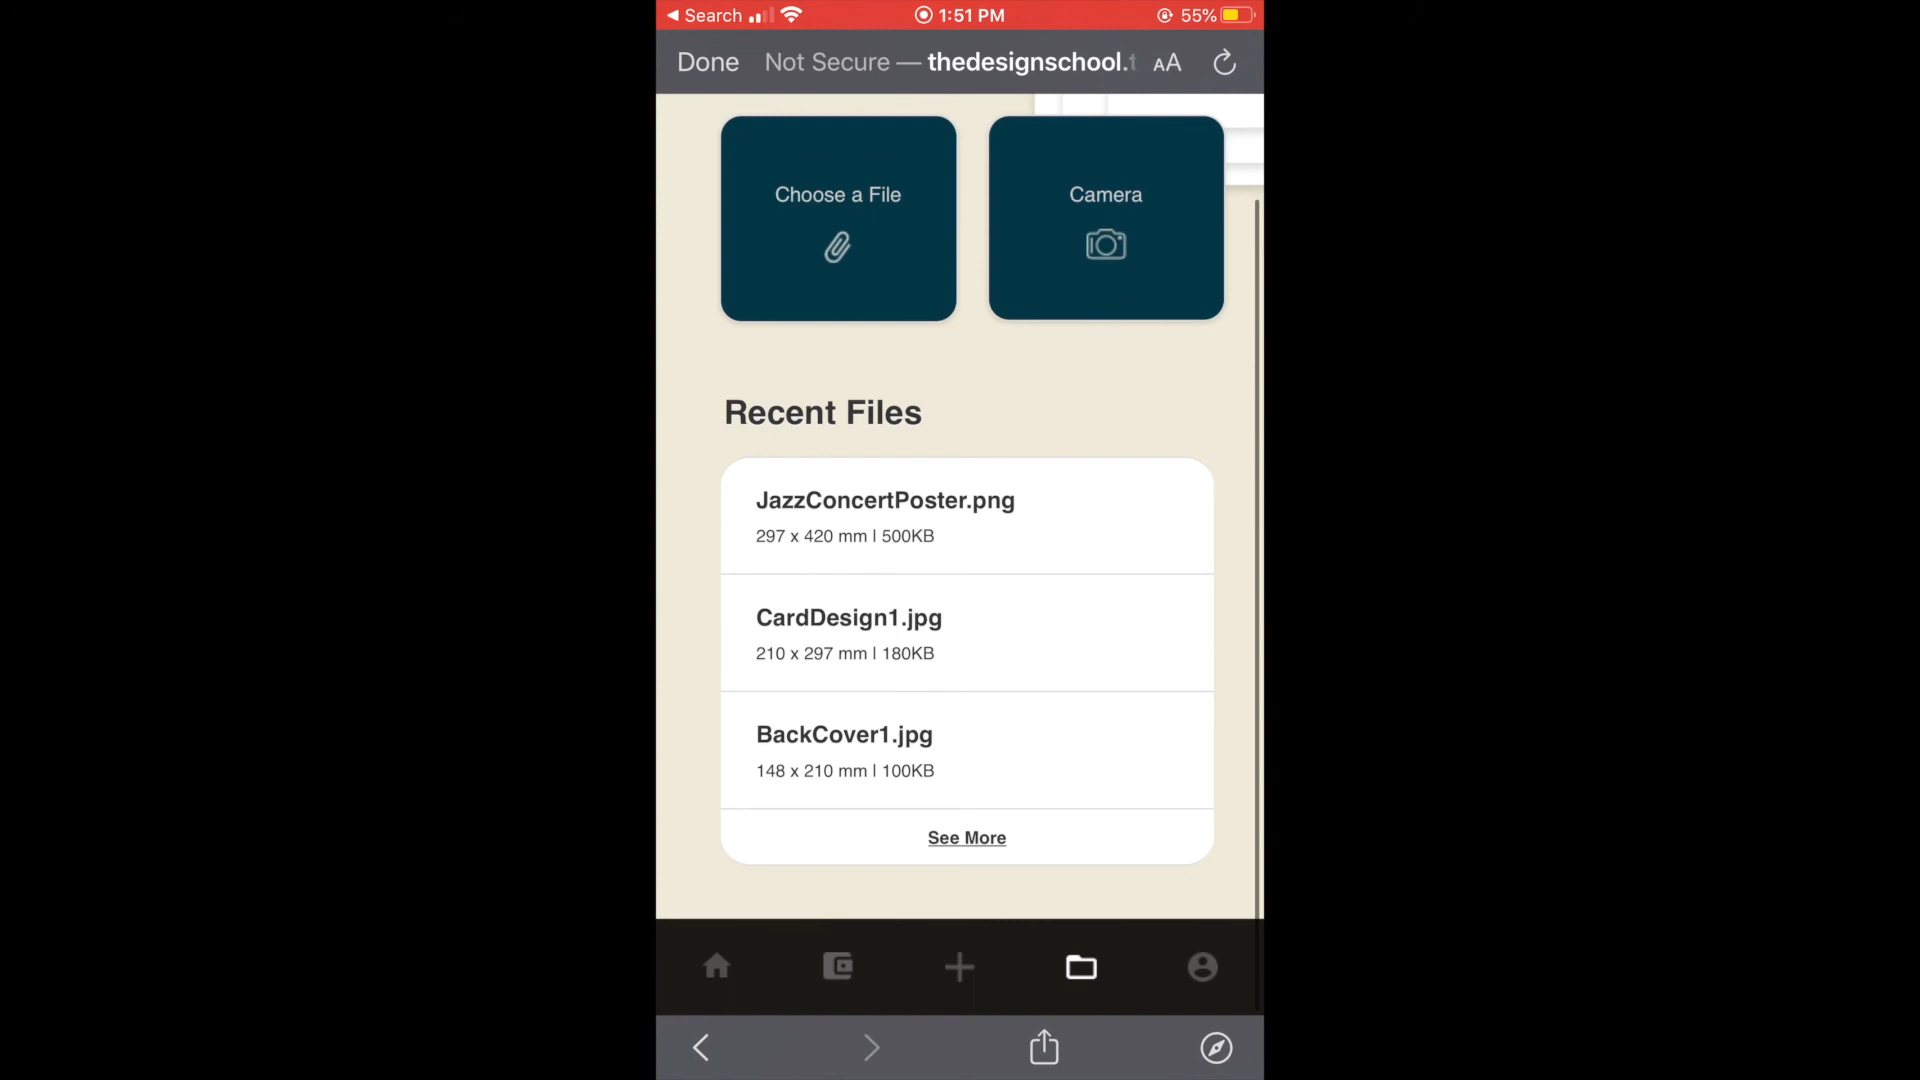 Search 1:51 PM 55%
Done Not Secure — thedesignschool.t AA
Choose a File
Camera
Recent Files
JazzConcertPoster.png
297 x 420 mm | 500KB
CardDesign1.jpg
210 x 297 mm | 180KB
BackCover1.jpg
148 x 210 mm | 100KB
See More